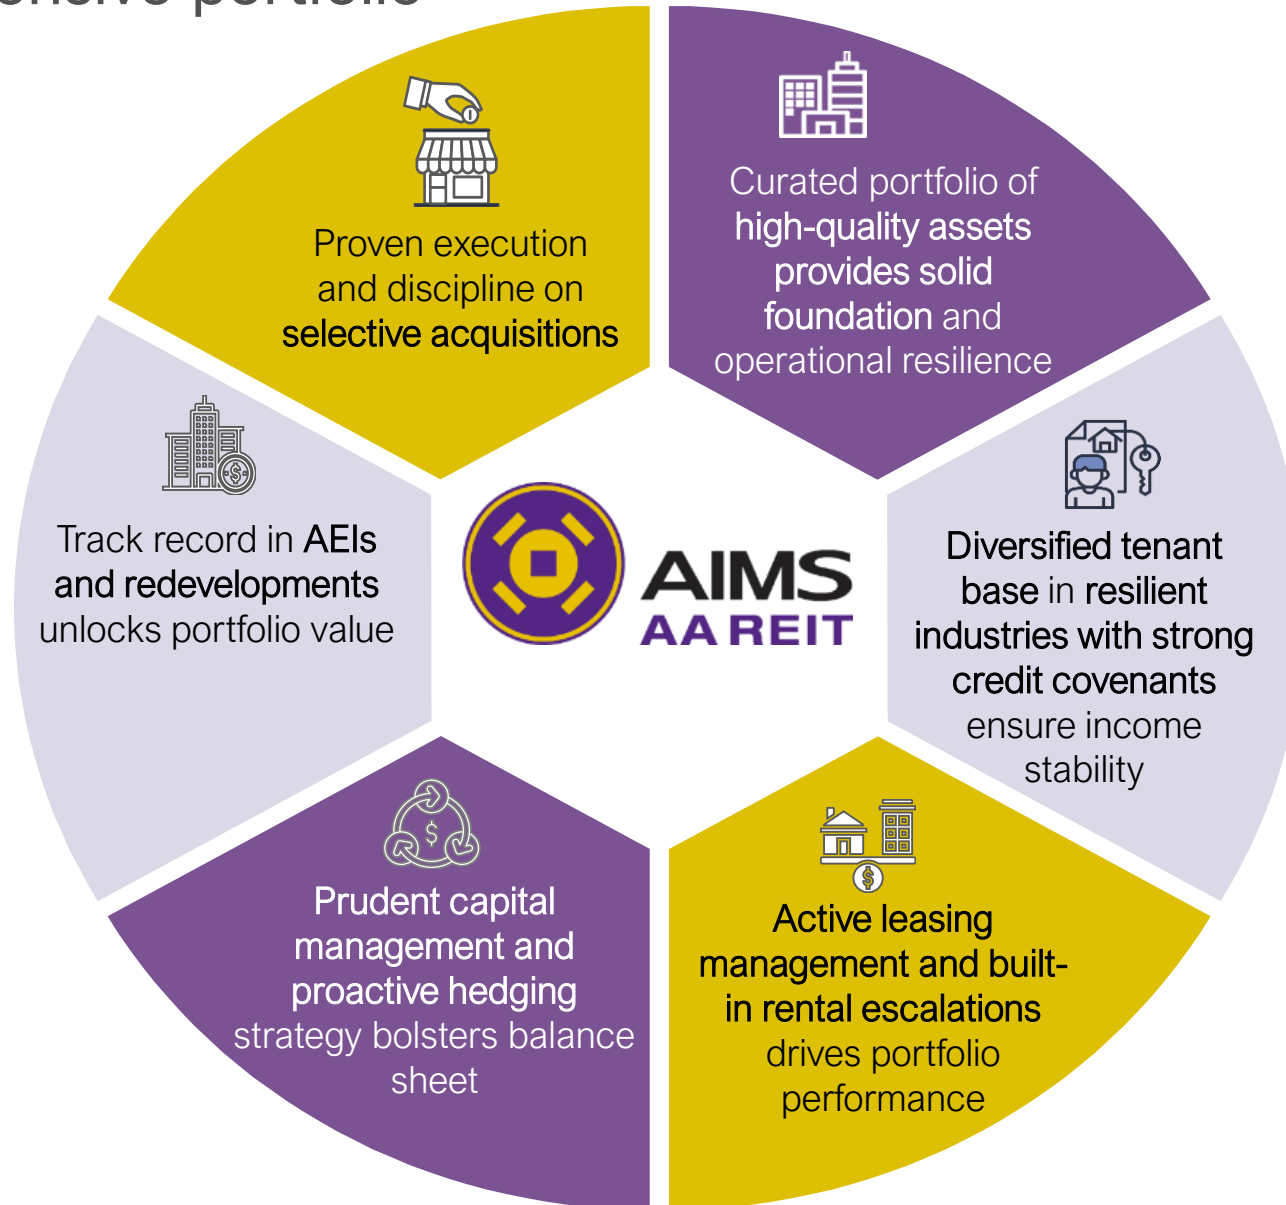 portfolio
Proven execution
and discipline on
selective acquisitions
Curated portfolio of
high-quality assets
provides solid
foundation and
operational resilience
Track record in AEIs
and redevelopments
unlocks portfolio value
AIMS
AA REIT
Diversified tenant
base in resilient
industries with strong
credit covenants
ensure income
stability
Prudent capital
management and
proactive hedging
strategy bolsters balance
sheet
Active leasing
management and built-
in rental escalations
drives portfolio
performance